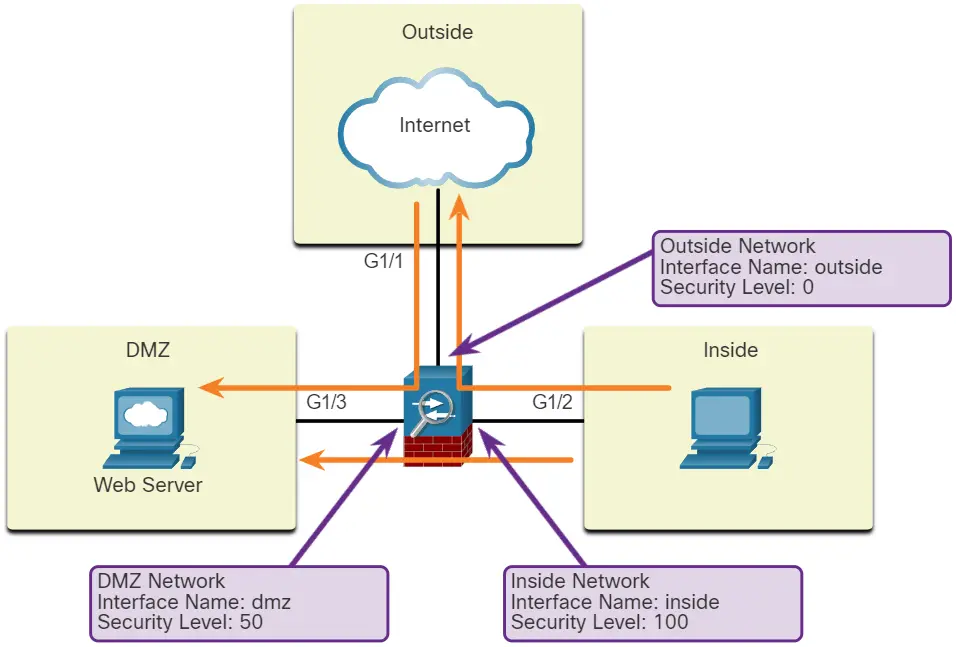 Outside
Internet
G1/1
Outside Network
Interface Name: outside
Security Level: 0
DMZ
Inside
G1/3
G1/2
Web Server
DMZ Network
Interface Name: dmz
Security Level: 50
Inside Network
Interface Name: inside
Security Level: 100